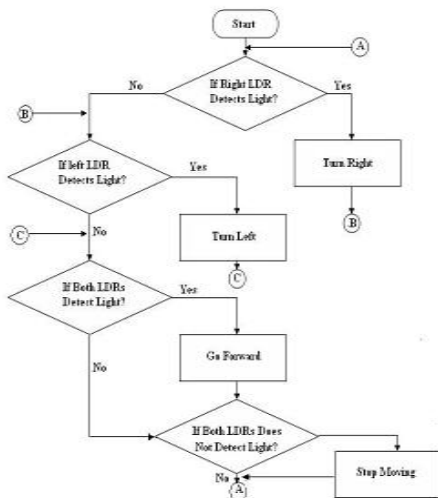 Start
A
If Right LDR
Detects Light?
No
Yes
B
Turn Right
B
If left LDR
Detects Light?
Yes
No
C
Turn Left
C
If Both LDRs
Detect Light?
Yes
No
Go Forward
If Both LDRs Does
Not Detect Light?
No
A
Stop Moving